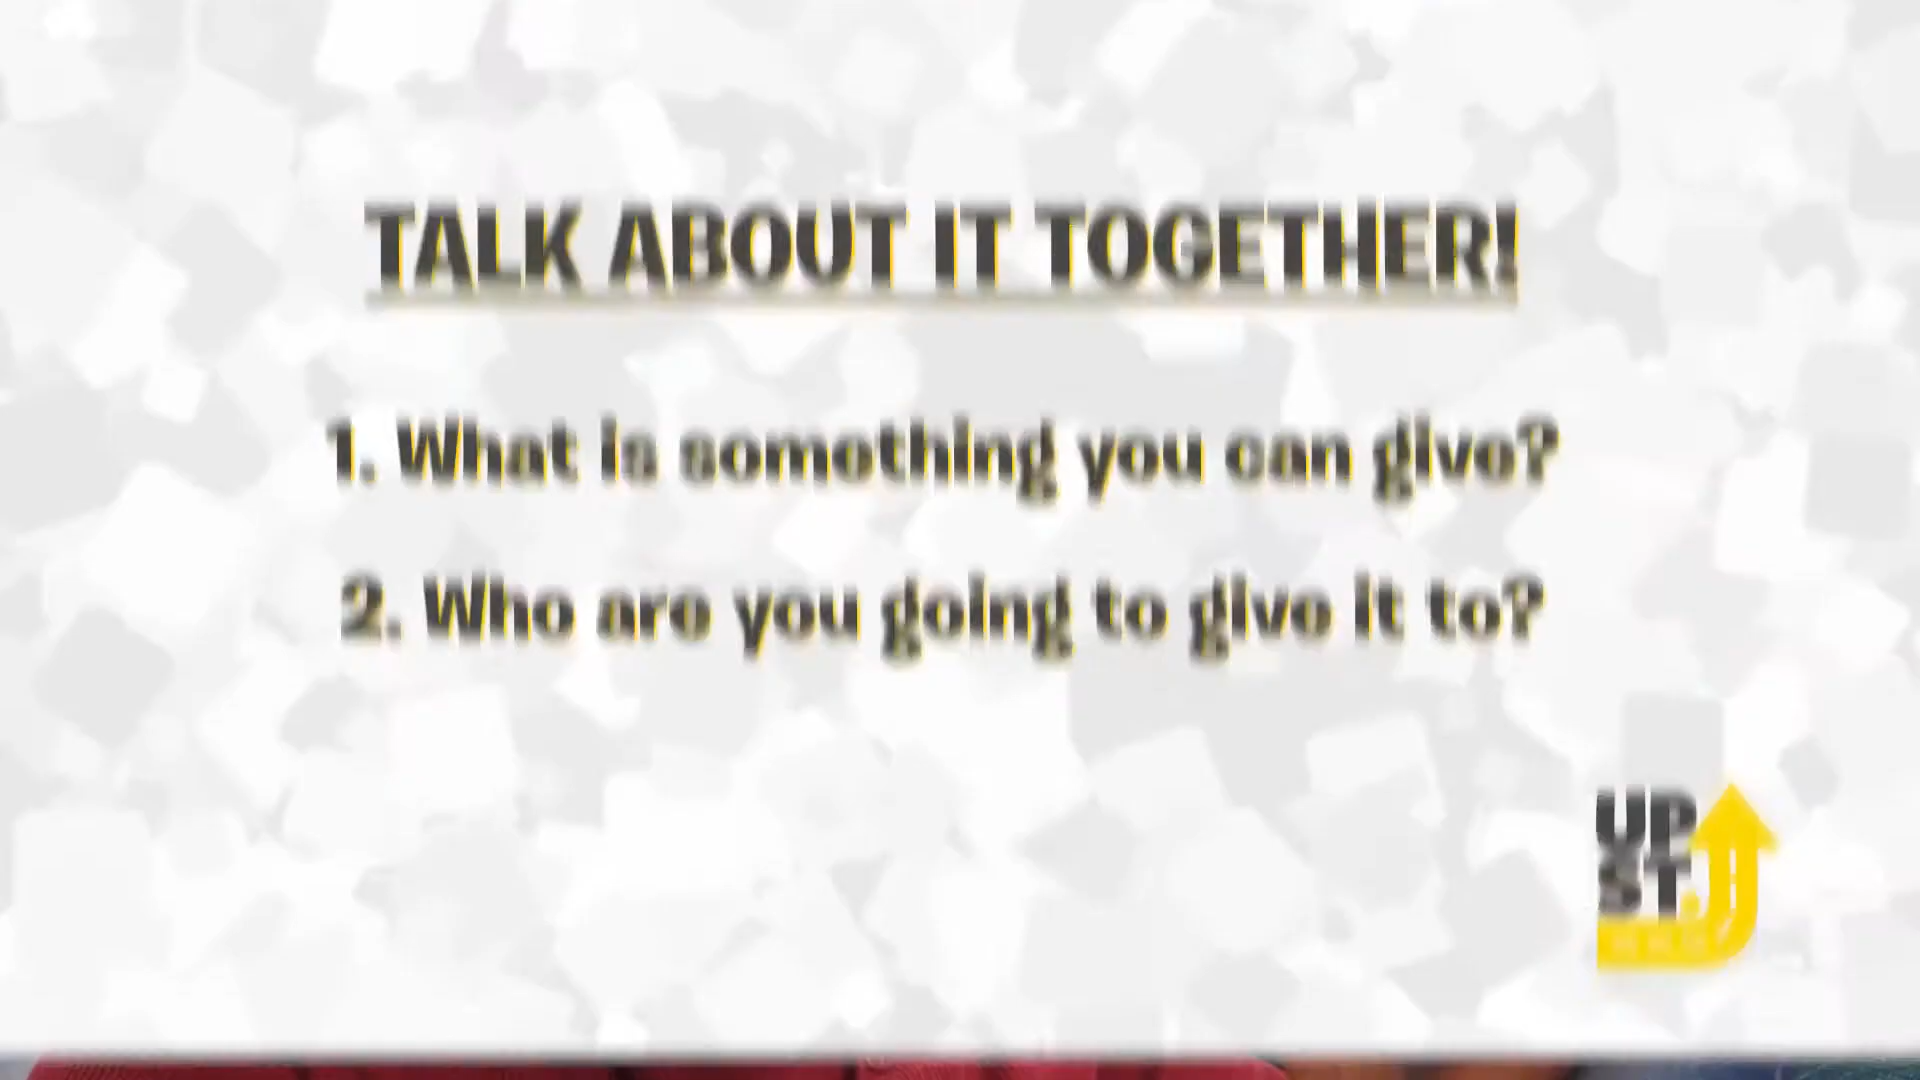 TALK ABOUT IT TOGETHER!
1. What is something you can give?
2. Who are you going to give it to?
UP
ST.